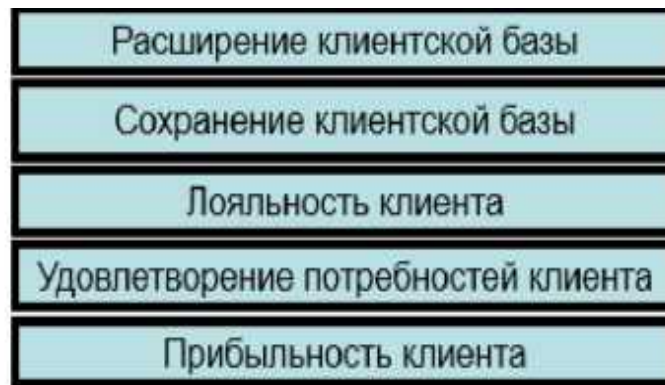 Расширение клиентской базы
Сохранение клиентской базы
Лояльность клиента
Удовлетворение потребностей клиента
Прибыльность клиента